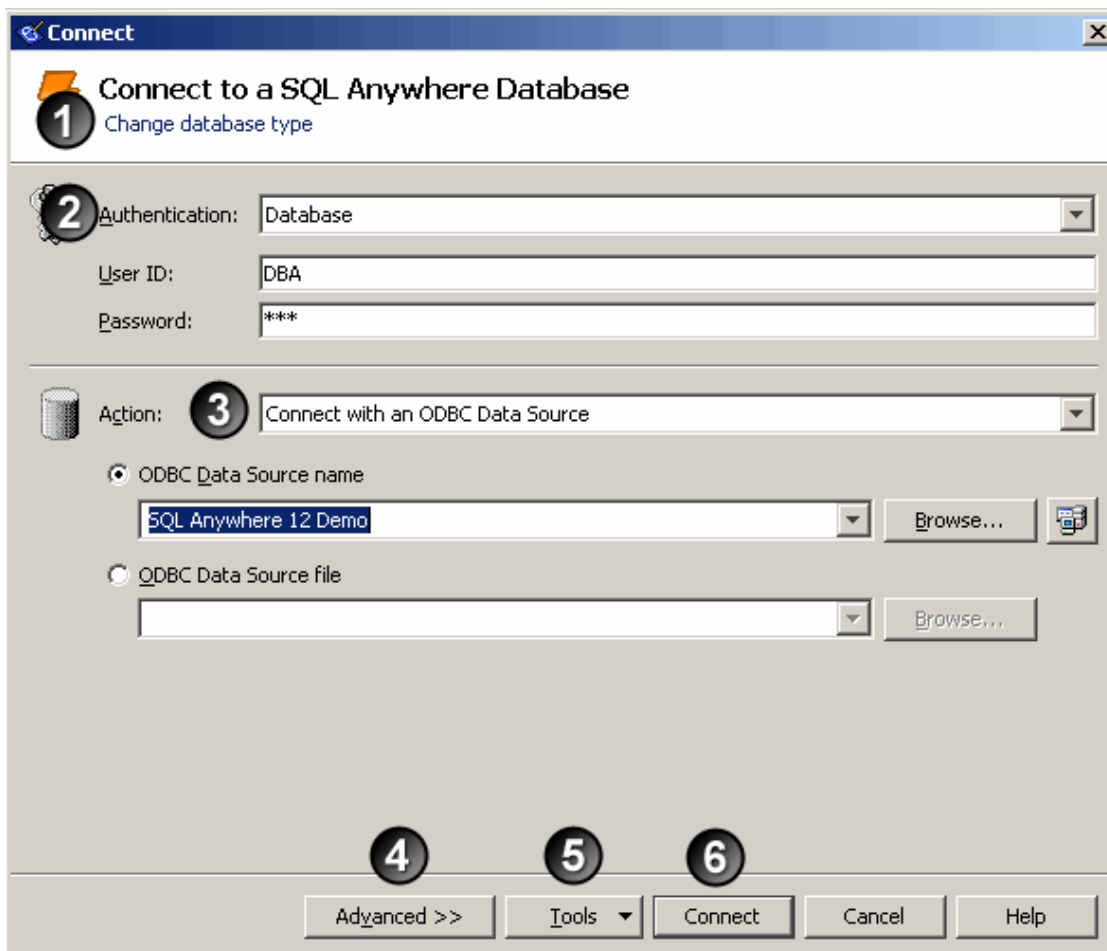 Connect
Connect to a SQL Anywhere Database
1
Change database type
2
Authentication: Database
User ID: DBA
Password: ***
Action: 3 Connect with an ODBC Data Source
ODBC Data Source name
SQL Anywhere 12 Demo Browse...
ODBC Data Source file
Browse...
4 5 6
Advanced >> Tools Connect Cancel Help